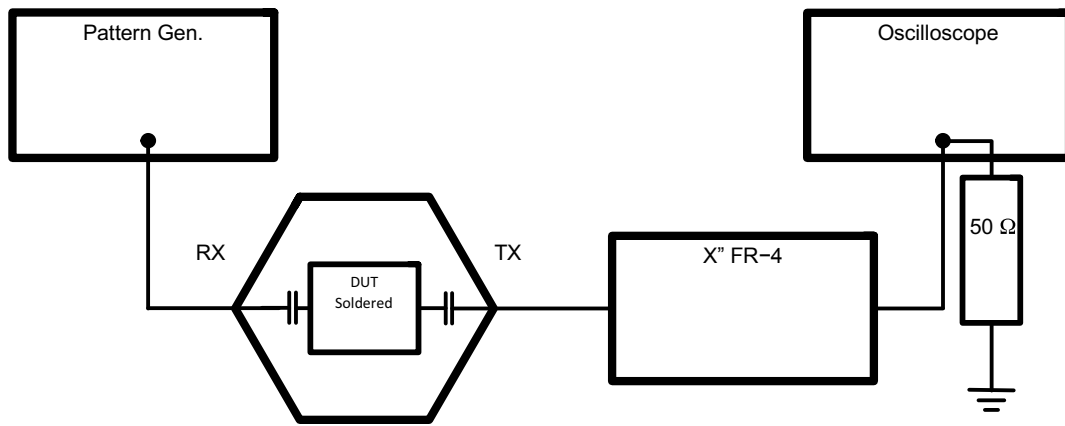 Pattern Gen.
Oscilloscope
RX
TX
DUT
Soldered
X” FR−4
50 Ω